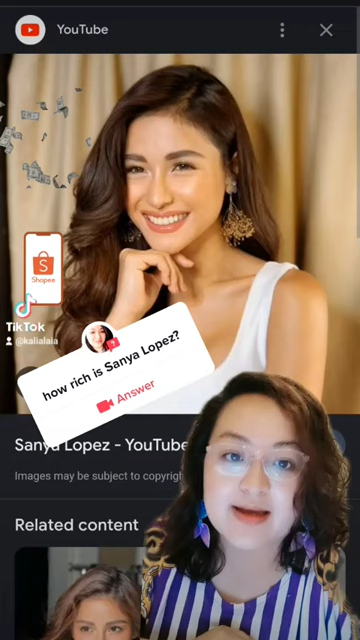 YouTube
Shopee
TikTok
@kalialaia
how rich is Sanya Lopez?
Answer
Sanya Lopez - YouTube
Images may be subject to copyrigh
Related content